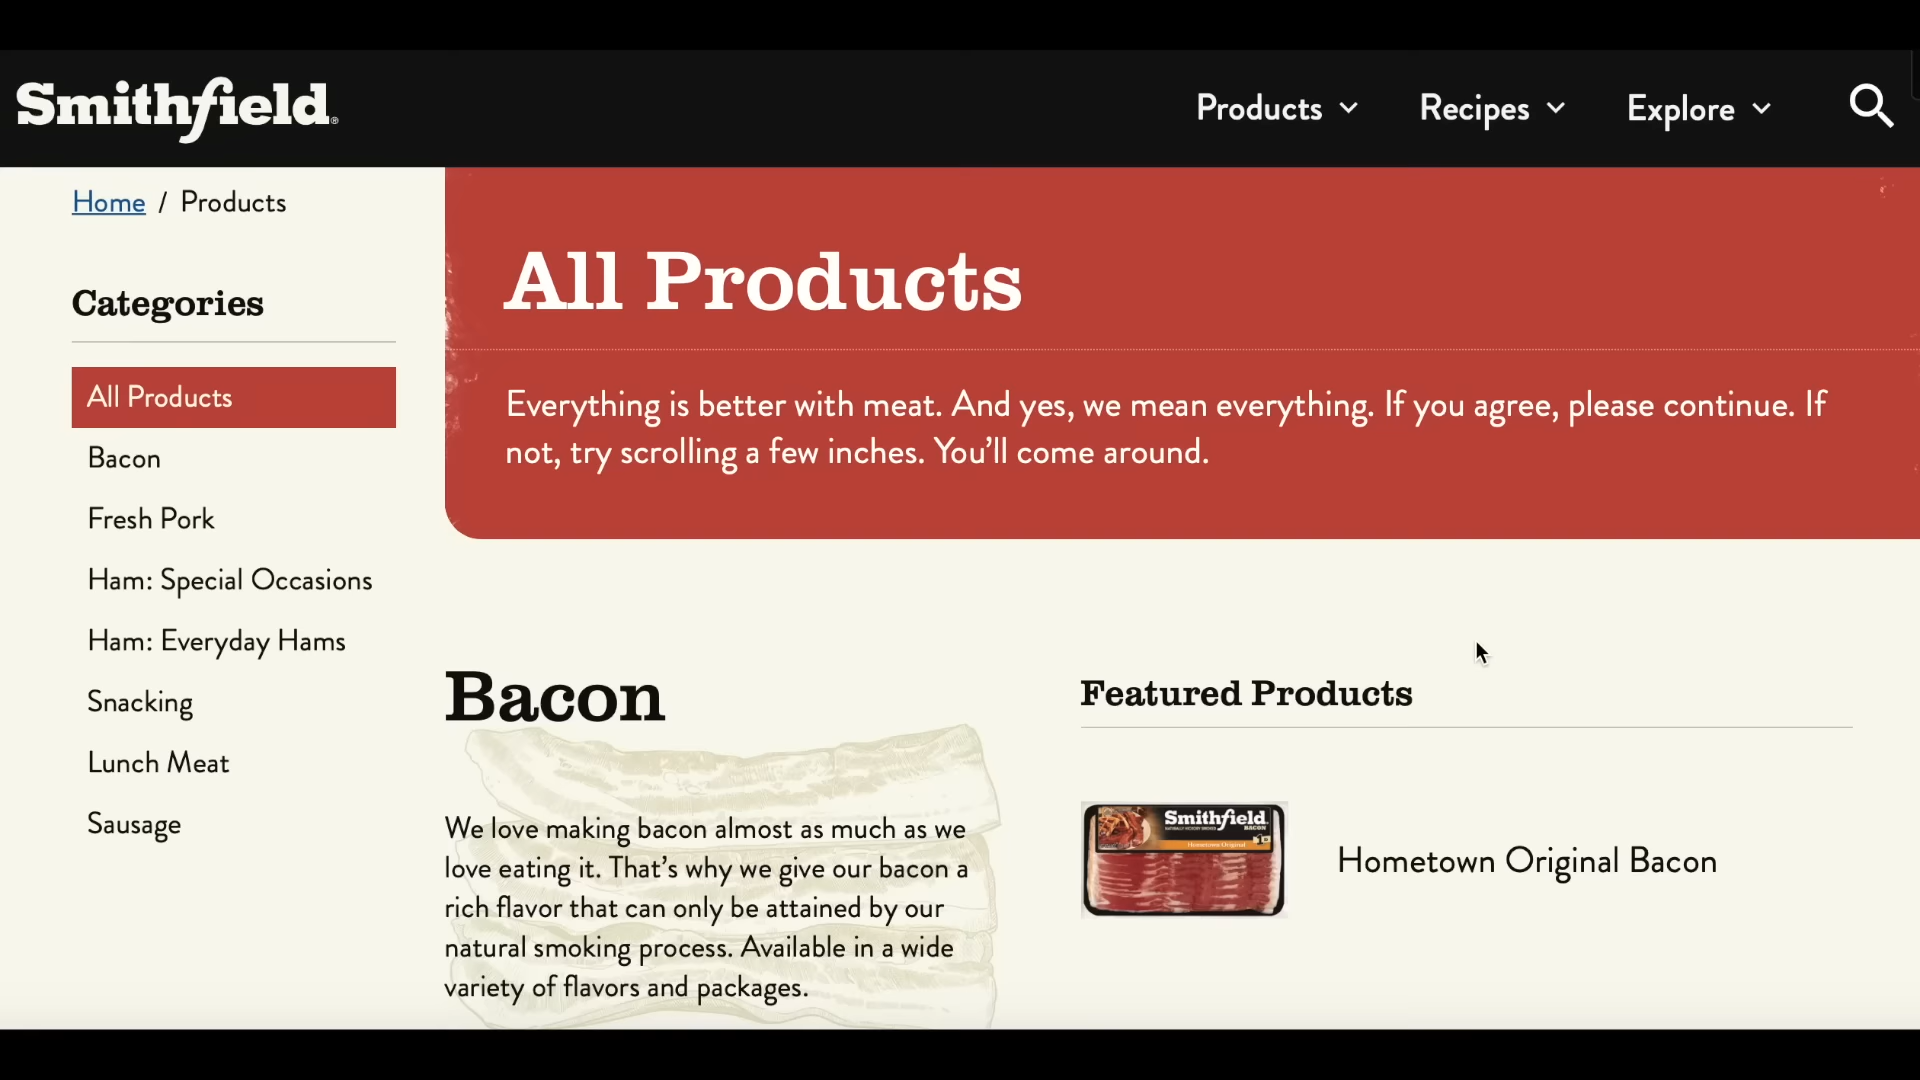 Smithfield®
Products
Recipes
Explore
Home / Products
Categories
All Products
Bacon
Fresh Pork
Ham: Special Occasions
Ham: Everyday Hams
Snacking
Lunch Meat
Sausage
All Products
Everything is better with meat. And yes, we mean everything. If you agree, please continue. If
not, try scrolling a few inches. You’ll come around.
Bacon
We love making bacon almost as much as we
love eating it. That’s why we give our bacon a
rich flavor that can only be attained by our
natural smoking process. Available in a wide
variety of flavors and packages.
Featured Products
Smithfield
BACON
Hometown Original
Hometown Original Bacon